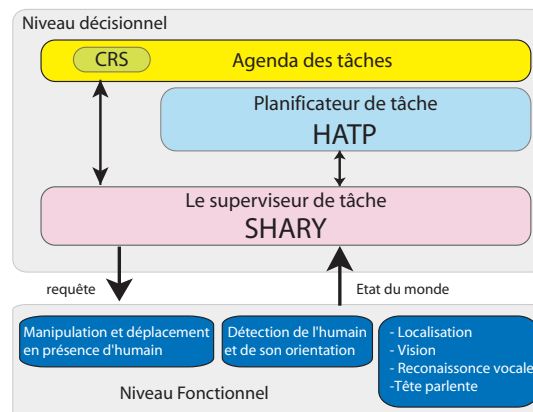 Niveau décisionnel
CRS
Agenda des tâches
Planificateur de tâche
HATP
Le superviseur de tâche
SHARY
requête
Etat du monde
Manipulation et déplacement
en présence d'humain
Détection de l'humain
et de son orientation
- Localisation
- Vision
- Reconaissonce vocale
-Tête parlente
Niveau Fonctionnel